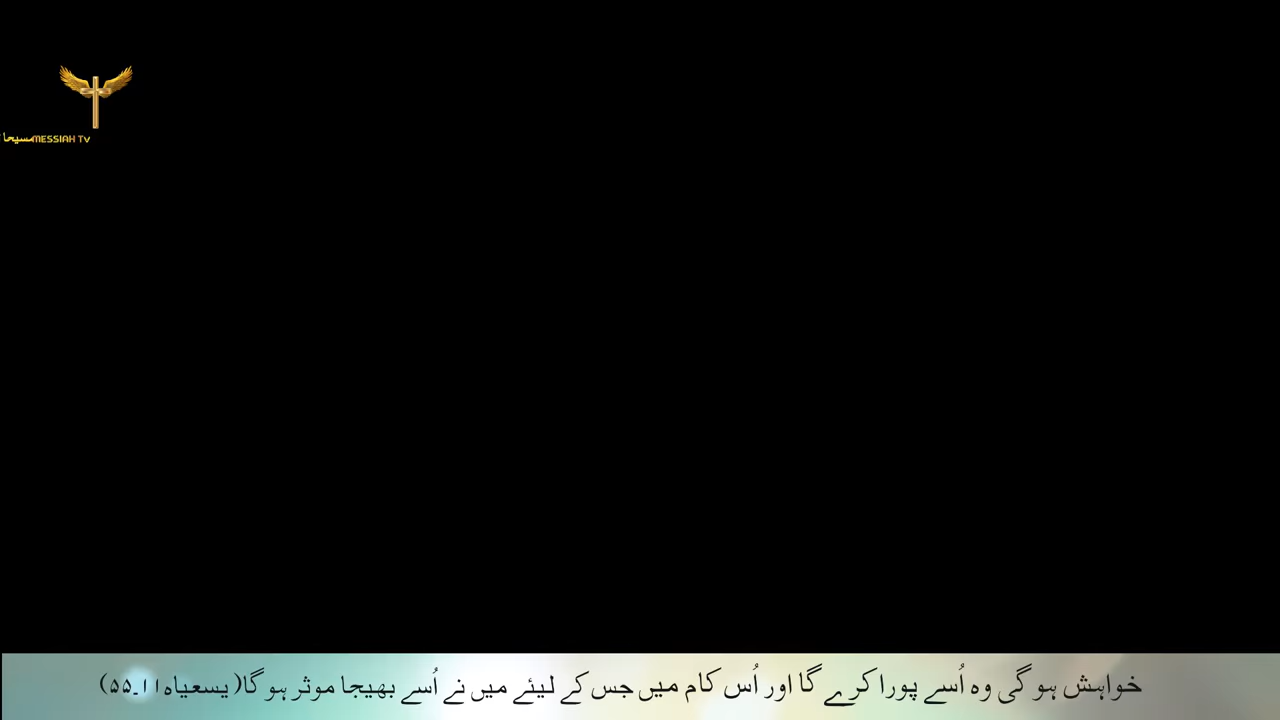 مسیحا MESSIAH TV
خواہش ہو گی وہ اُسے پورا کرے گا اور اُس کام میں جس کے لیئے میں نے اُسے بھیجا موثر ہو گا( یسعیاہ ۱۱۔۵۵)